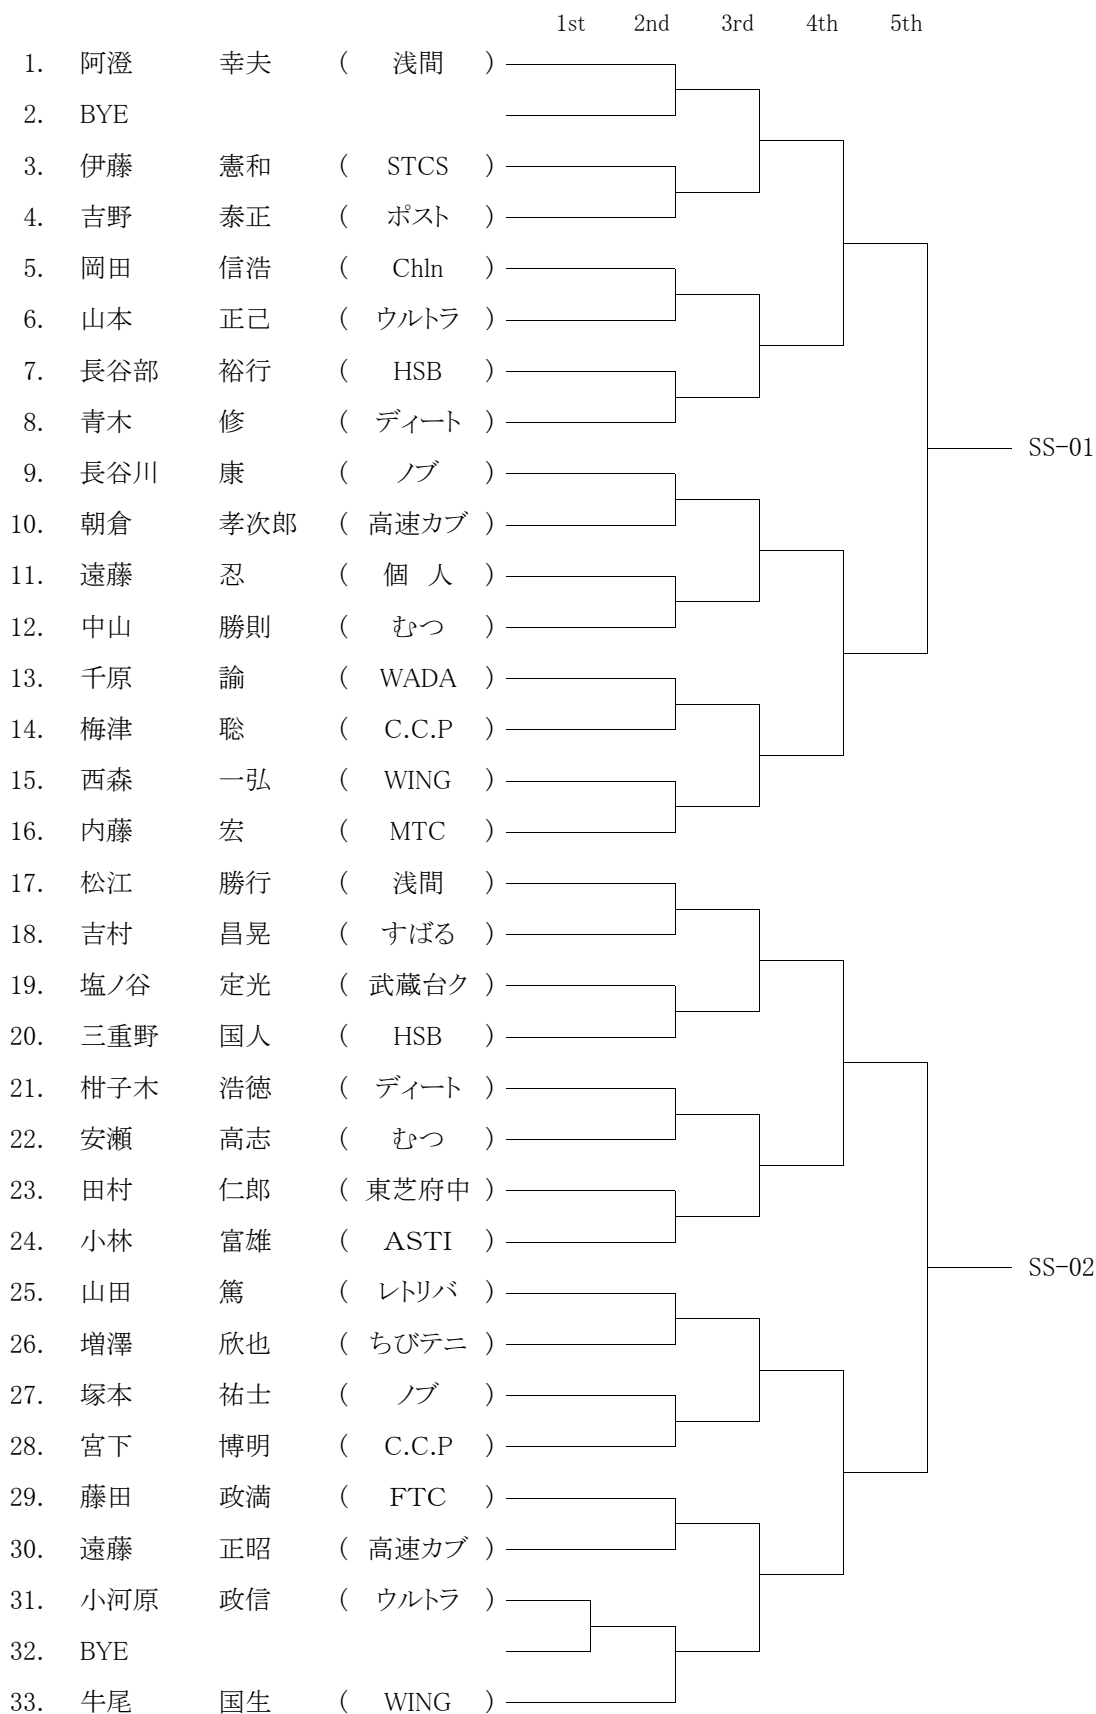 1st 2nd 3rd 4th 5th
1. 阿澄 幸夫 ( 浅間 )
2. BYE
3. 伊藤 憲和 ( STCS )
4. 吉野 泰正 ( ポスト )
5. 岡田 信浩 ( Chln )
6. 山本 正己 ( ウルトラ )
7. 長谷部 裕行 ( HSB )
8. 青木 修 ( ディート )
SS-01
9. 長谷川 康 ( ノブ )
10. 朝倉 孝次郎 ( 高速カブ )
11. 遠藤 忍 ( 個 人 )
12. 中山 勝則 ( むつ )
13. 千原 諭 ( WADA )
14. 梅津 聡 ( C.C.P )
15. 西森 一弘 ( WING )
16. 内藤 宏 ( MTC )
17. 松江 勝行 ( 浅間 )
18. 吉村 昌晃 ( すばる )
19. 塩ノ谷 定光 ( 武蔵台ク )
20. 三重野 国人 ( HSB )
21. 柑子木 浩徳 ( ディート )
22. 安瀬 高志 ( むつ )
23. 田村 仁郎 ( 東芝府中 )
24. 小林 富雄 ( ASTI )
SS-02
25. 山田 篤 ( レトリバ )
26. 増澤 欣也 ( ちびテニ )
27. 塚本 祐士 ( ノブ )
28. 宮下 博明 ( C.C.P )
29. 藤田 政満 ( FTC )
30. 遠藤 正昭 ( 高速カブ )
31. 小河原 政信 ( ウルトラ )
32. BYE
33. 牛尾 国生 ( WING )